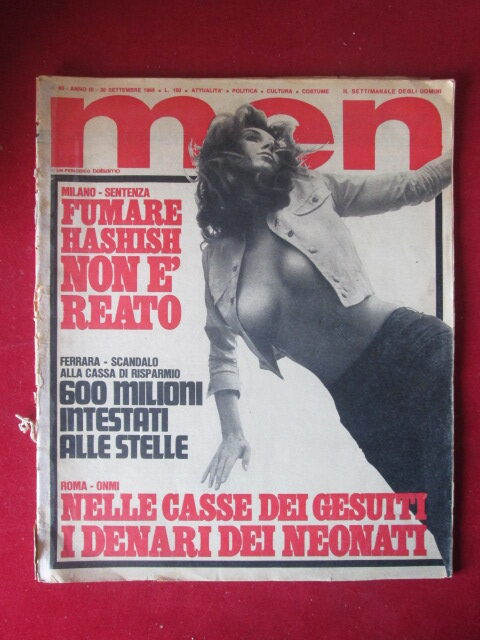 ANNO III - 30 SETTEMBRE 1968 • L. 150 • ATTUALITA' • POLITICA • CULTURA • COSTUME IL SETTIMANALE DEGLI UOMINI
men
UN PERIODICO balsamo
MILANO - SENTENZA
FUMARE
HASHISH
NON E'
REATO
FERRARA - SCANDALO
ALLA CASSA DI RISPARMIO
600 MILIONI
INTESTATI
ALLE STELLE
ROMA - ONMI
NELLE CASSE DEI GESUITI
I DENARI DEI NEONATI